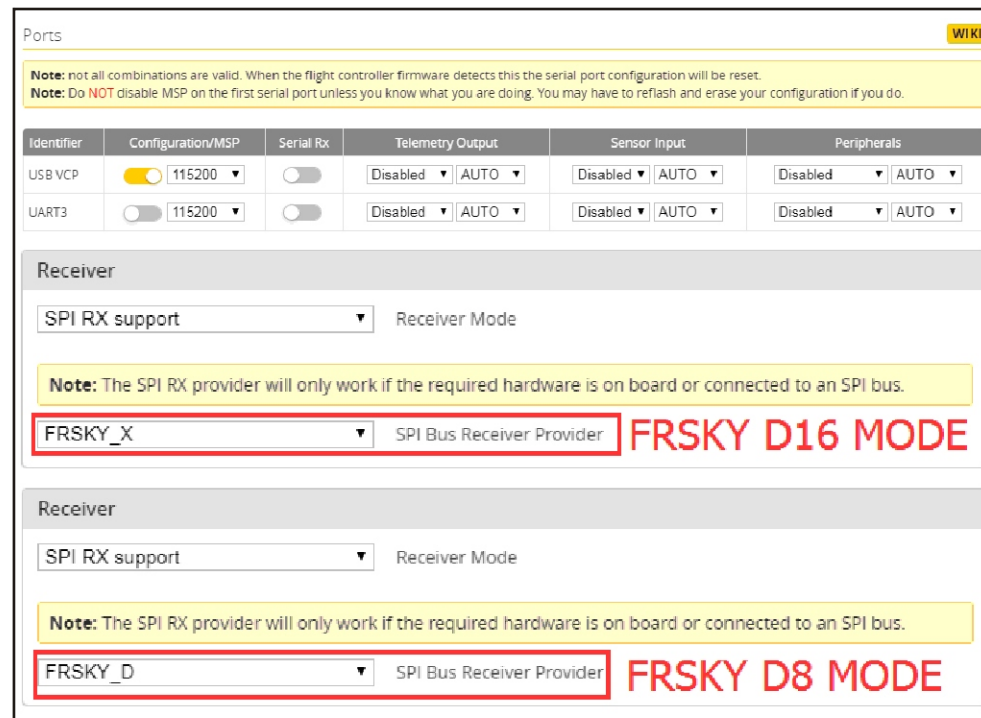 Ports WIKI
Note: not all combinations are valid. When the flight controller firmware detects this the serial port configuration will be reset.
Note: Do NOT disable MSP on the first serial port unless you know what you are doing. You may have to reflash and erase your configuration if you do.
Identifier Configuration/MSP Serial Rx Telemetry Output Sensor Input Peripherals
USB VCP 115200 Disabled AUTO Disabled AUTO Disabled AUTO
UART3 115200 Disabled AUTO Disabled AUTO Disabled AUTO
Receiver
SPI RX support Receiver Mode
Note: The SPI RX provider will only work if the required hardware is on board or connected to an SPI bus.
FRSKY_X SPI Bus Receiver Provider FRSKY D16 MODE
Receiver
SPI RX support Receiver Mode
Note: The SPI RX provider will only work if the required hardware is on board or connected to an SPI bus.
FRSKY_D SPI Bus Receiver Provider FRSKY D8 MODE